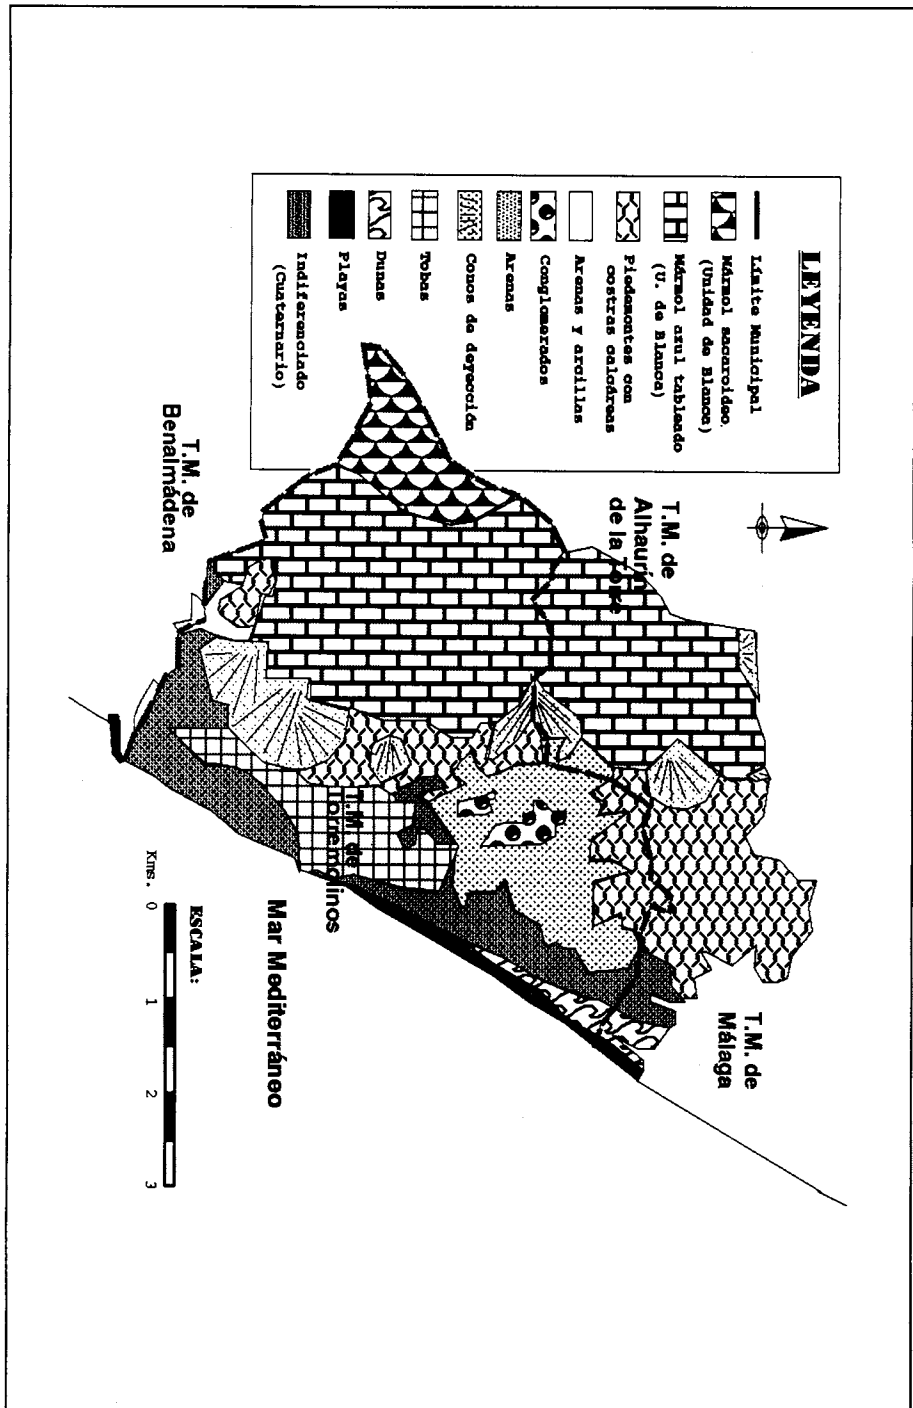 LEYENDA
Límite Municipal
Mármol sacaroideo.
(Unidad de Blanca)
Mármol azul tableado
(U. de Blanca)
Piedemontes con
costras calcáreas
Arenas y arcillas
Conglomerados
Arenas
Conos de deyección
Tobas
Dunas
Playas
Indiferenciado
(Cuaternario)
T.M. de
Alhaurín
de la Torre
T.M. de
Málaga
T.M. de
Benalmádena
T.M. de
Torremolinos
Mar Mediterráneo
ESCALA:
Kms. 0 1 2 3